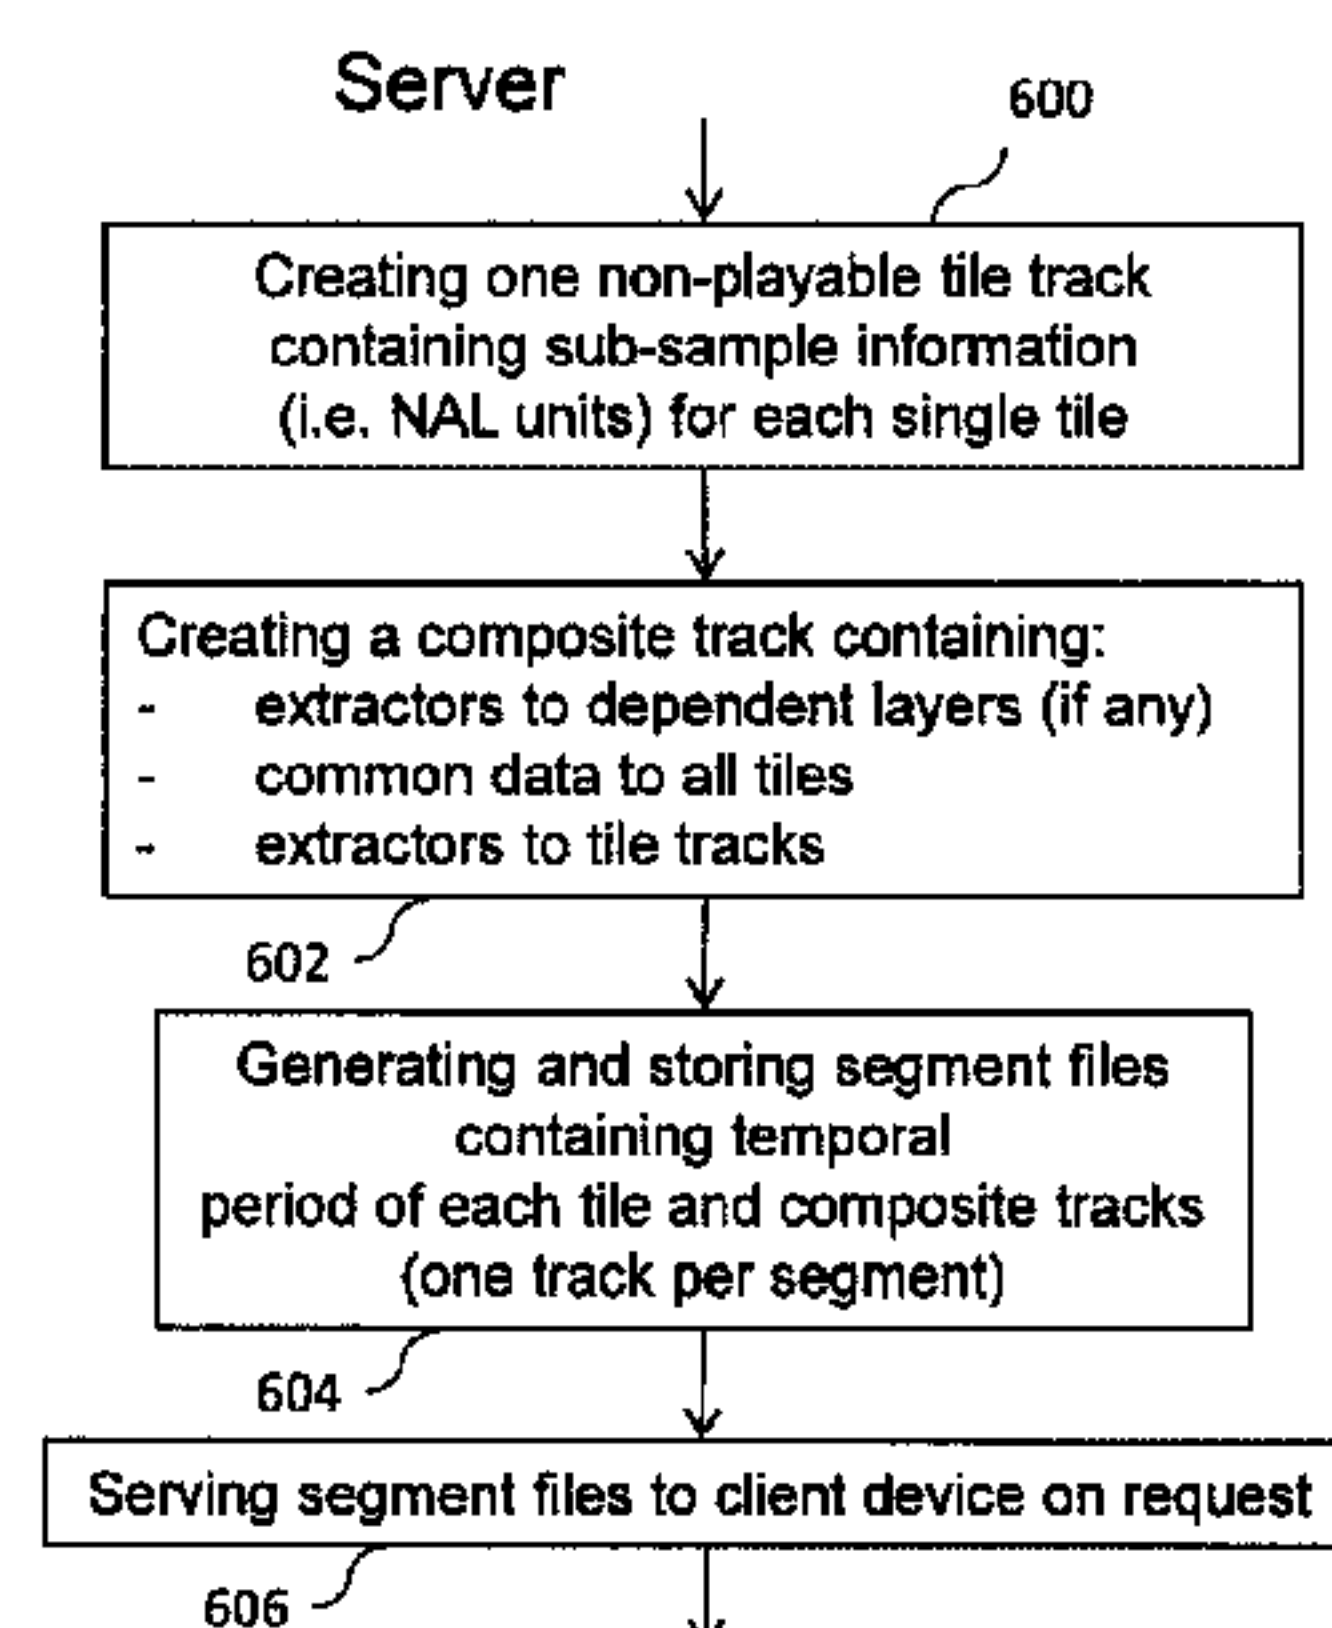 Server
600
Creating one non-playable tile track
containing sub-sample information
(i.e. NAL units) for each single tile
Creating a composite track containing:
- extractors to dependent layers (if any)
- common data to all tiles
- extractors to tile tracks
602
Generating and storing segment files
containing temporal
period of each tile and composite tracks
(one track per segment)
604
Serving segment files to client device on request
606